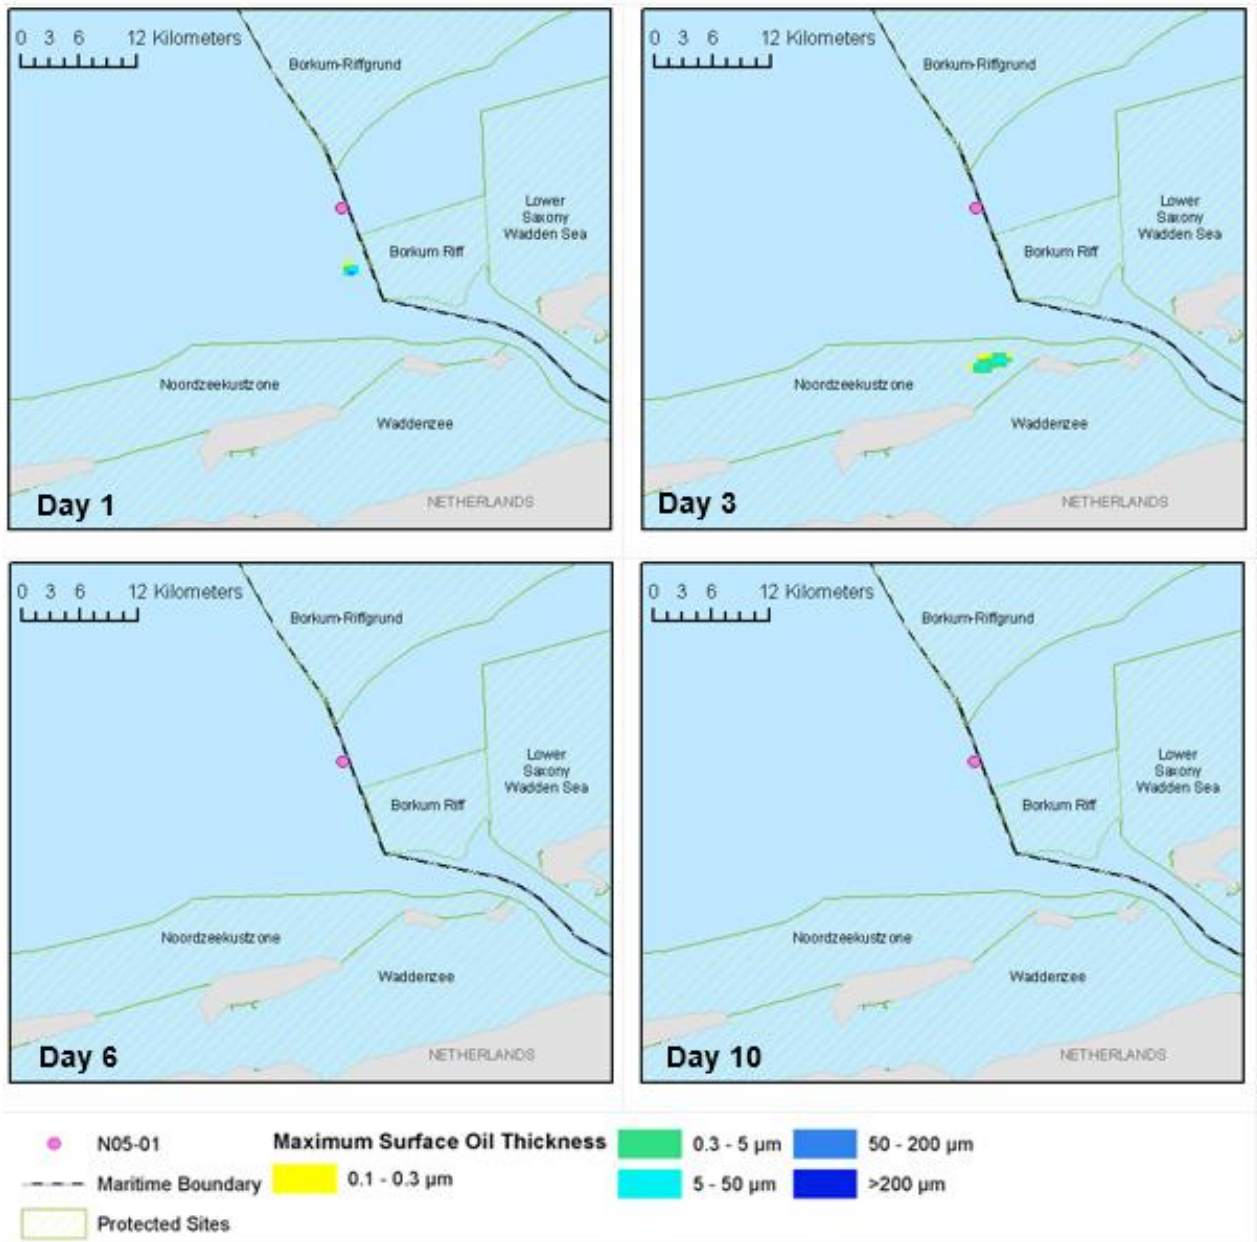 0 3 6 12 Kilometers
Borkum-Riffgrund
Lower
Saxony
Wadden Sea
Borkum Riff
Noordzeekustzone
Waddenzee
Day 1
NETHERLANDS
0 3 6 12 Kilometers
Borkum-Riffgrund
Lower
Saxony
Wadden Sea
Borkum Riff
Noordzeekustzone
Waddenzee
Day 3
NETHERLANDS
0 3 6 12 Kilometers
Borkum-Riffgrund
Lower
Saxony
Wadden Sea
Borkum Riff
Noordzeekustzone
Waddenzee
Day 6
NETHERLANDS
0 3 6 12 Kilometers
Borkum-Riffgrund
Lower
Saxony
Wadden Sea
Borkum Riff
Noordzeekustzone
Waddenzee
Day 10
NETHERLANDS
N05-01
Maritime Boundary
Protected Sites
Maximum Surface Oil Thickness
0.1 - 0.3 µm
0.3 - 5 µm
5 - 50 µm
50 - 200 µm
>200 µm